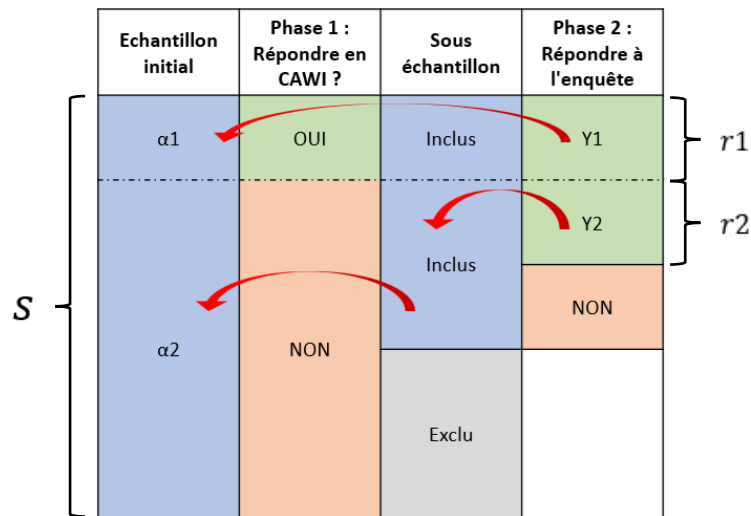 Echantillon
initial
Phase 1 :
Répondre en
CAWI ?
Sous
échantillon
Phase 2 :
Répondre à
l'enquête
α1
OUI
Inclus
Y1
r1
Y2
r2
Inclus
S
NON
α2
NON
Exclu